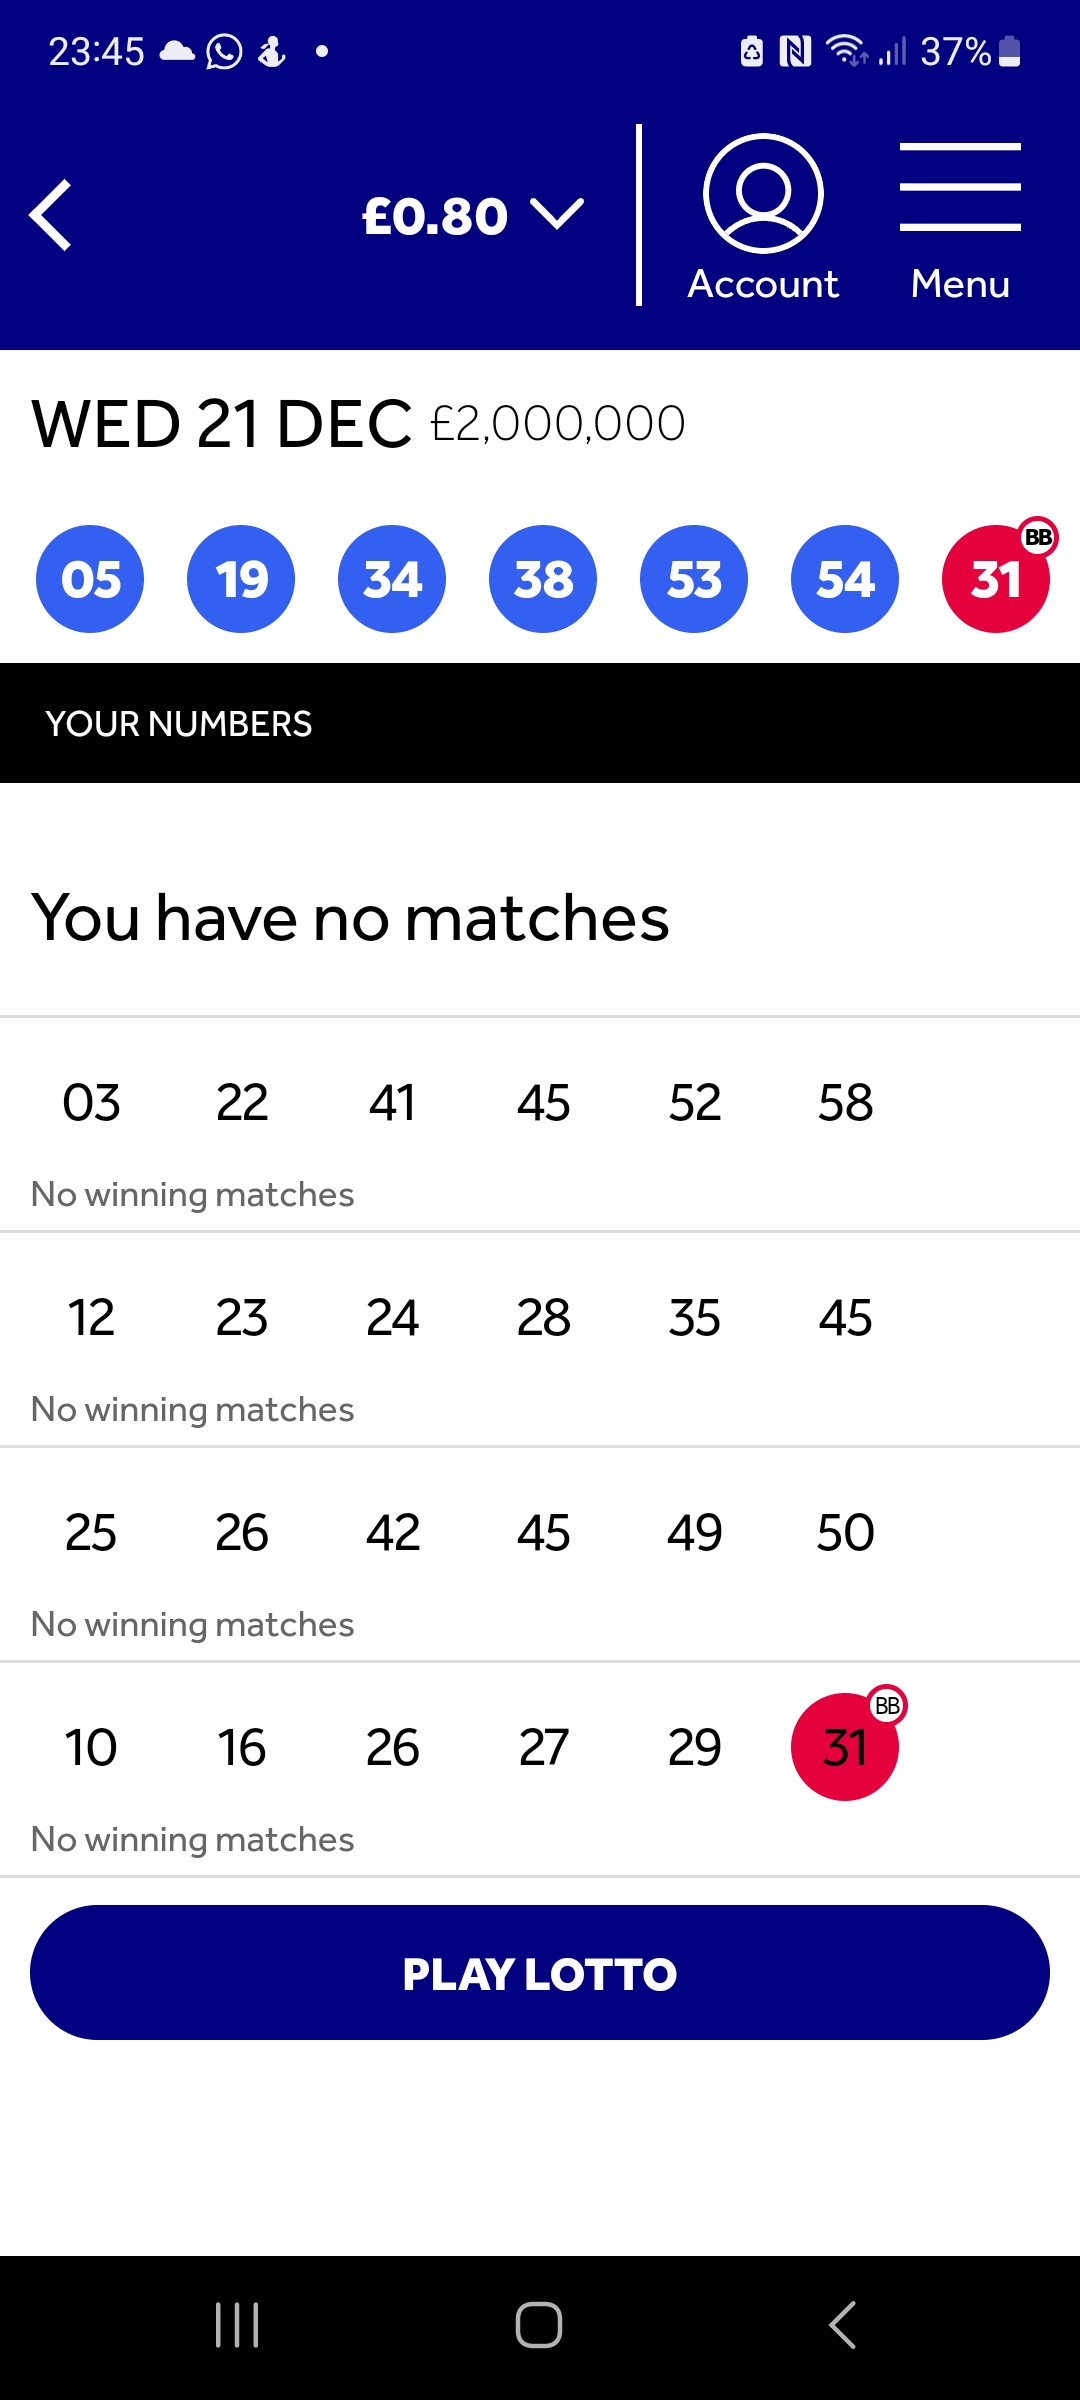 23:45 37%
£0.80
Account Menu
WED 21 DEC £2,000,000
BB
05 19 34 38 53 54 31
YOUR NUMBERS
You have no matches
03 22 41 45 52 58
No winning matches
12 23 24 28 35 45
No winning matches
25 26 42 45 49 50
No winning matches
BB
10 16 26 27 29 31
No winning matches
PLAY LOTTO